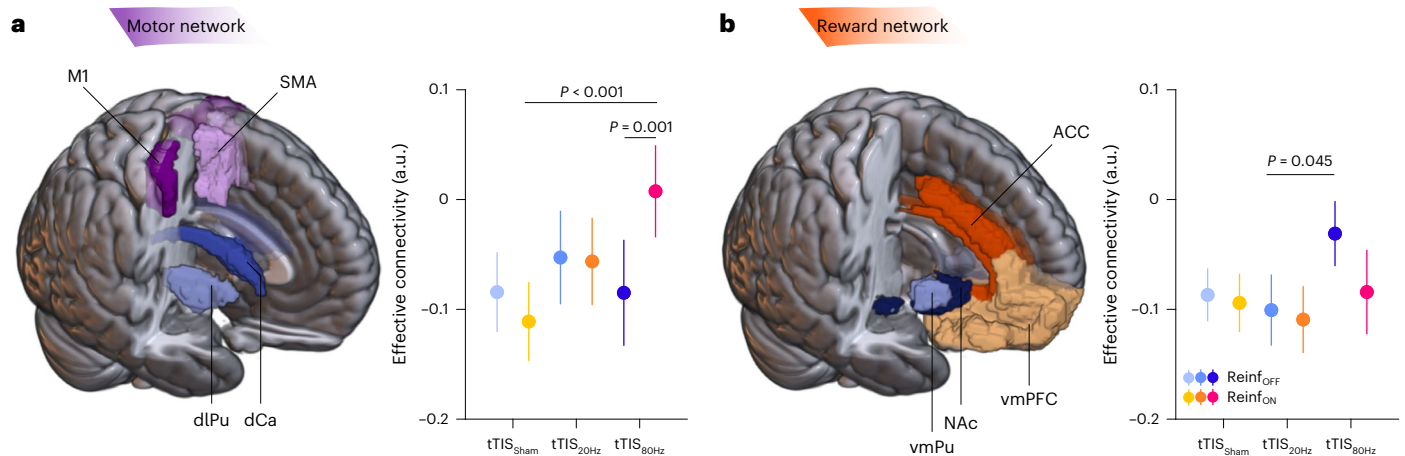 a
Motor network
M1
SMA
dlPu
dCa
Effective connectivity (a.u.)
0.1
0
−0.1
−0.2
P < 0.001
P = 0.001
tTISSham
tTIS20Hz
tTIS80Hz
b
Reward network
ACC
NAc
vmPFC
vmPu
Effective connectivity (a.u.)
0.1
0
−0.1
−0.2
P = 0.045
ReinfOFF
ReinfON
tTISSham
tTIS20Hz
tTIS80Hz